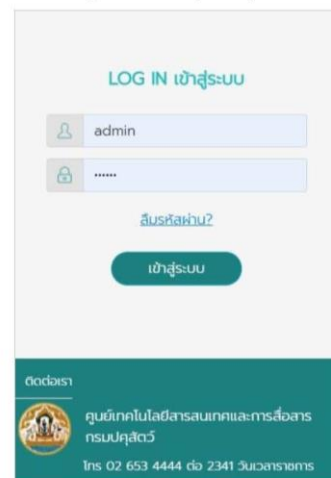 LOG IN เข้าสู่ระบบ
admin
••••••
ลืมรหัสผ่าน?
เข้าสู่ระบบ
ติดต่อเรา
ศูนย์เทคโนโลยีสารสนเทศและการสื่อสาร
กรมปศุสัตว์
โทร 02 653 4444 ต่อ 2341 วันเวลาราชการ